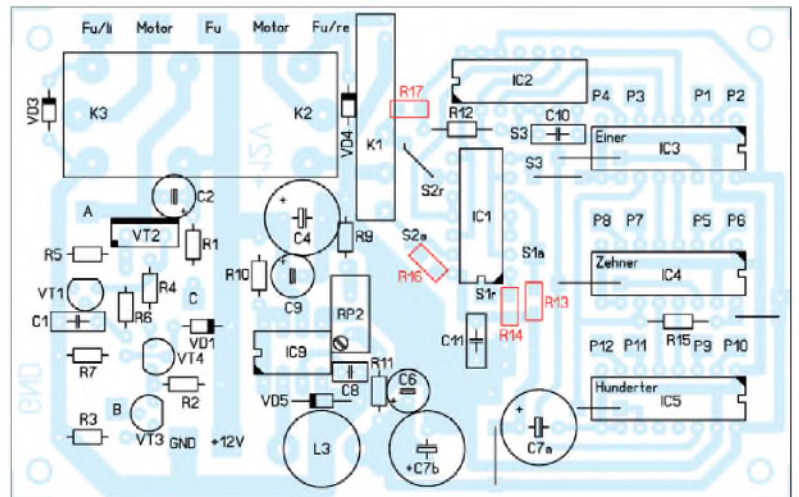 Fu/li Motor Fu Motor Fu/re
IC2
R17
P4 P3 P1 P2
VD3 K3 K2 VD4 K1
R12 S3 C10
+12V
Einer
S3 IC3
S2r
C2
A
IC1
P8 P7 P5 P6
VT2 R1 C4 R9
S2a S1a
R5
R16
Zehner
IC4
VT1 R4 R10 C9
C S1r R13
C1 R6 RP2
R14
VD1 IC9 C11 R15
R7 VT4 R11
P12 P11 P9 P10
C8 C6
R2
Hunderter
IC5
GND
B VD5
R3 VT3 GND +12V L3 +C7b C7a